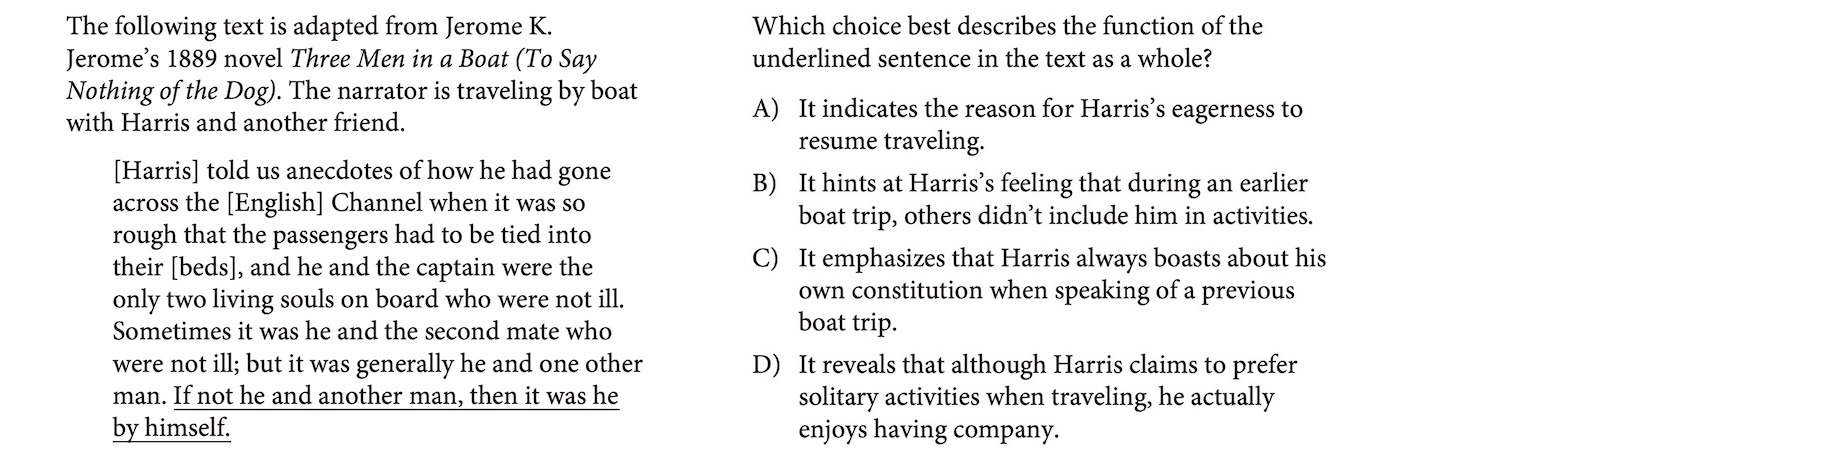 The following text is adapted from Jerome K.
Jerome's 1889 novel Three Men in a Boat (To Say
Nothing of the Dog). The narrator is traveling by boat
with Harris and another friend.
[Harris] told us anecdotes of how he had gone
across the [English] Channel when it was so
rough that the passengers had to be tied into
their [beds], and he and the captain were the
only two living souls on board who were not ill.
Sometimes it was he and the second mate who
were not ill; but it was generally he and one other
man. If not he and another man, then it was he
by himself.
Which choice best describes the function of the
underlined sentence in the text as a whole?
A) It indicates the reason for Harris's eagerness to
resume traveling.
B) It hints at Harris's feeling that during an earlier
boat trip, others didn't include him in activities.
C) It emphasizes that Harris always boasts about his
own constitution when speaking of a previous
boat trip.
D) It reveals that although Harris claims to prefer
solitary activities when traveling, he actually
enjoys having company.